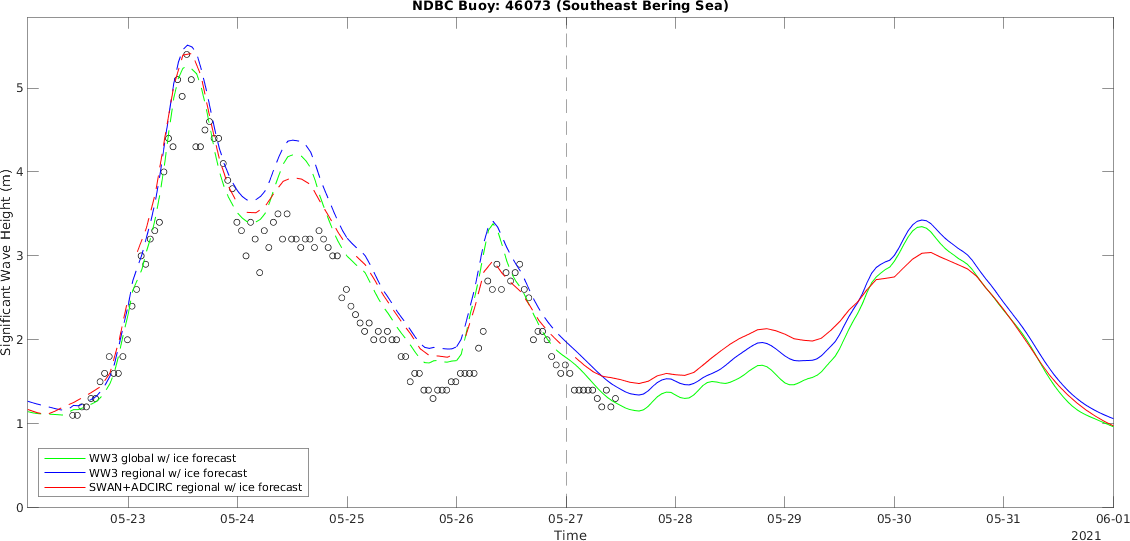 NDBC Buoy: 46073 (Southeast Bering Sea)
Significant Wave Height (m)
5
4
3
2
1
0
WW3 global w/ ice forecast
WW3 regional w/ ice forecast
SWAN+ADCIRC regional w/ ice forecast
05-23 05-24 05-25 05-26 05-27 05-28 05-29 05-30 05-31 06-01
Time
2021